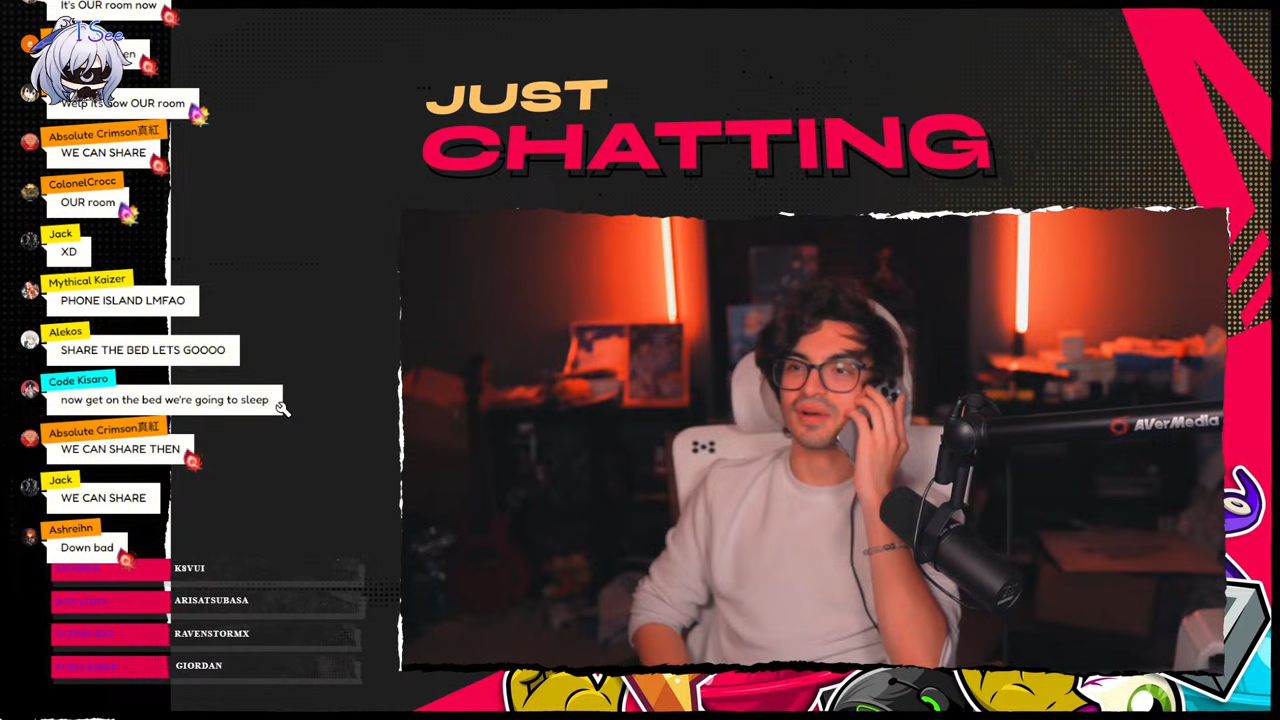 It's OUR room now
I See
en
Welp it's now OUR room
Absolute Crimson真紅
WE CAN SHARE
ColonelCrocc
OUR room
Jack
XD
Mythical Kaizer
PHONE ISLAND LMFAO
Alekos
SHARE THE BED LETS GOOOO
Code Kisaro
now get on the bed we're going to sleep
Absolute Crimson真紅
WE CAN SHARE THEN
Jack
WE CAN SHARE
Ashreihn
Down bad
K8VUI
ARISATSUBASA
RAVENSTORMX
GIORDAN
JUST
CHATTING
AVerMedia